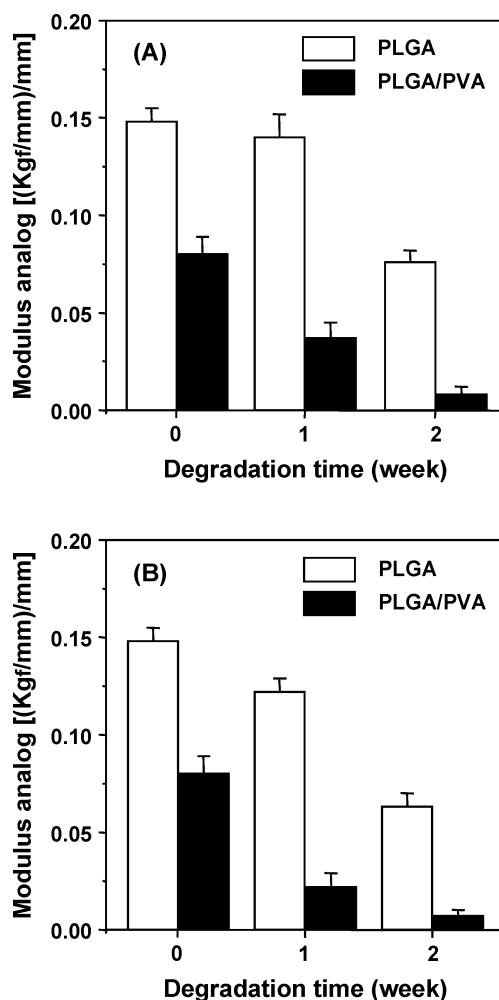 0.20
(A)
PLGA
PLGA/PVA
0.15
0.10
0.05
0.00
Modulus analog [(Kgf/mm)/mm]
0 1 2
Degradation time (week)
0.20
(B)
PLGA
PLGA/PVA
0.15
0.10
0.05
0.00
Modulus analog [(Kgf/mm)/mm]
0 1 2
Degradation time (week)